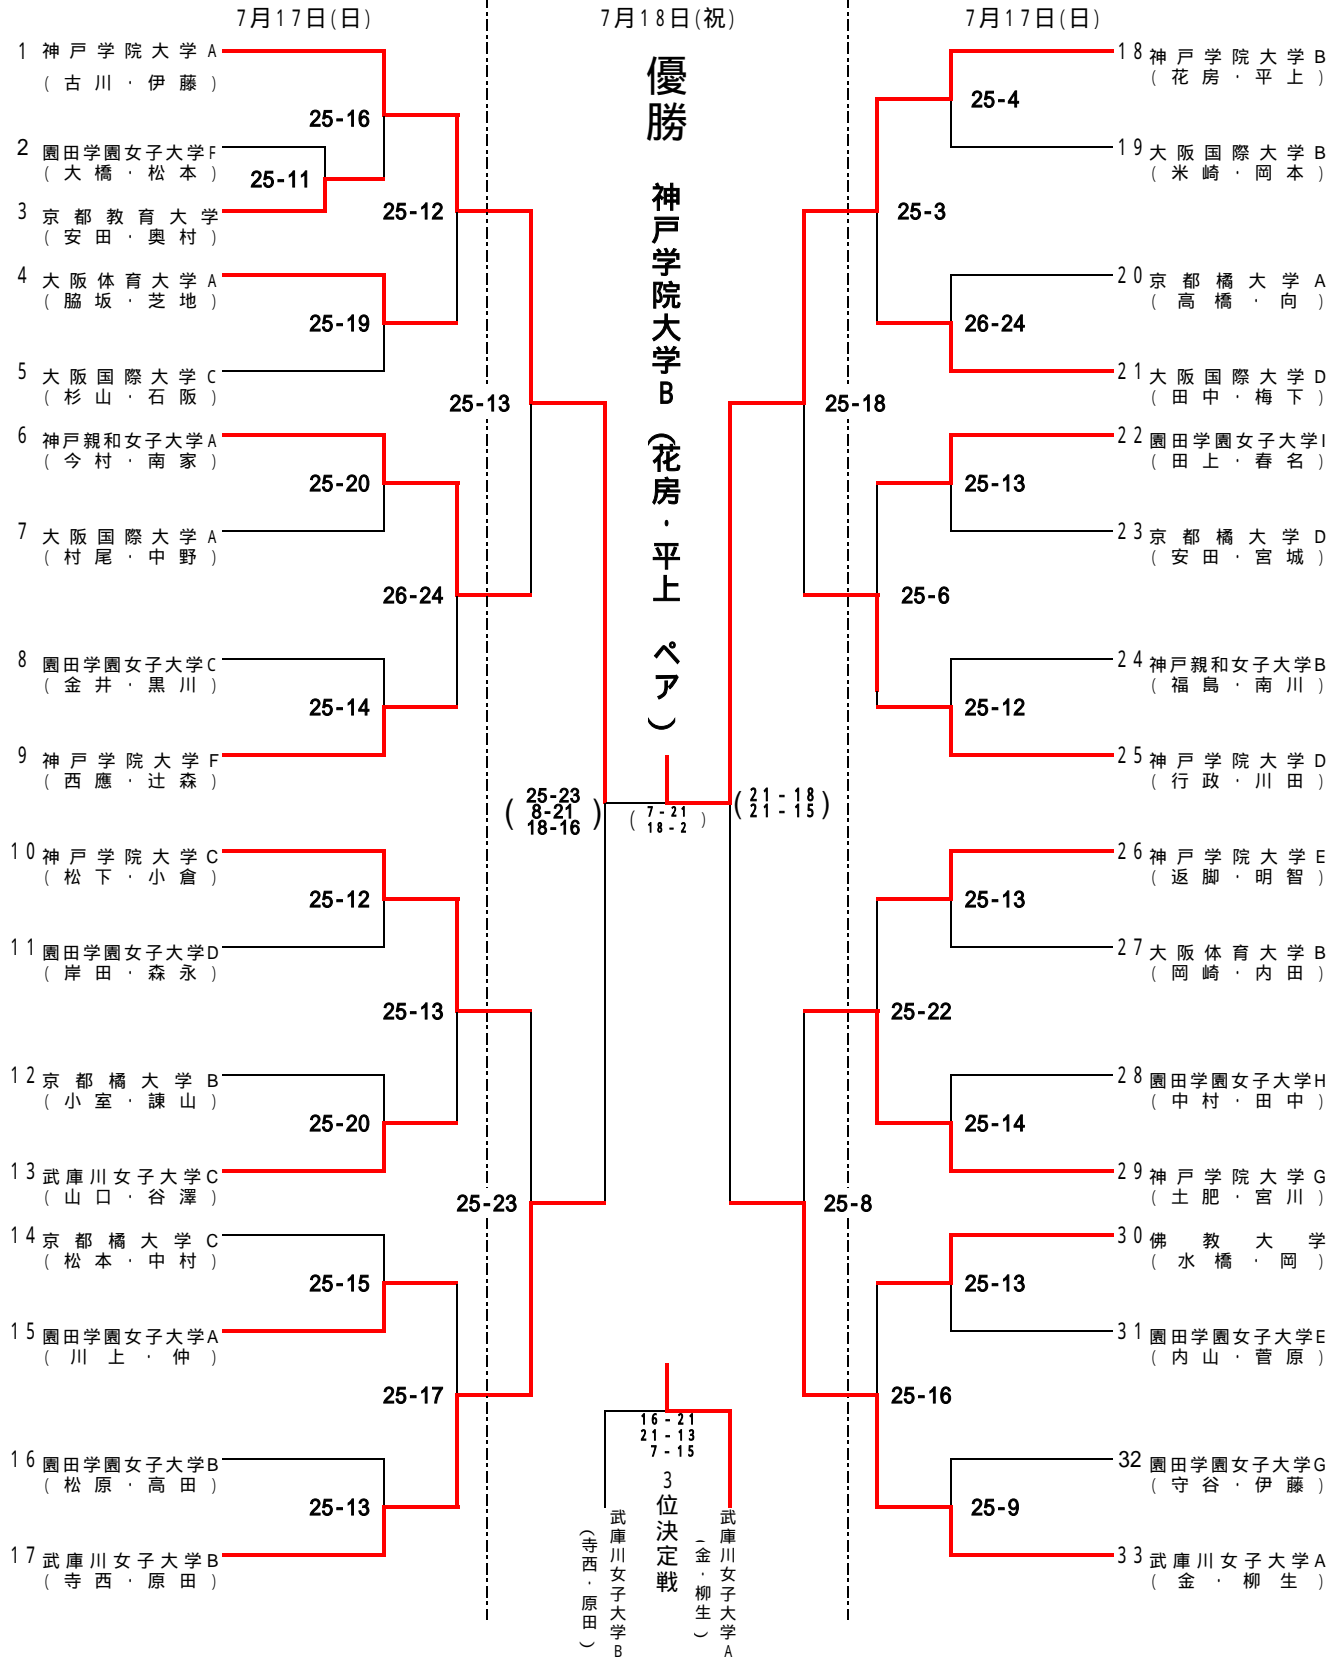 7月17日(日)
7月18日(祝)
7月17日(日)
優勝 神戸学院大学B (花房・平上 ペア)
1 神戸学院大学A
(古川・伊藤)
25-16
2 園田学園女子大学F
(大橋・松本)
25-11
3 京都教育大学
(安田・奥村)
25-12
4 大阪体育大学A
(脇坂・芝地)
25-19
5 大阪国際大学C
(杉山・石阪)
25-13
6 神戸親和女子大学A
(今村・南家)
25-20
7 大阪国際大学A
(村尾・中野)
26-24
8 園田学園女子大学C
(金井・黒川)
25-14
9 神戸学院大学F
(西應・辻森)
10 神戸学院大学C
(松下・小倉)
25-12
11 園田学園女子大学D
(岸田・森永)
25-13
12 京都橘大学B
(小室・諌山)
25-20
13 武庫川女子大学C
(山口・谷澤)
25-23
14 京都橘大学C
(松本・中村)
25-15
15 園田学園女子大学A
(川上・仲)
25-17
16 園田学園女子大学B
(松原・高田)
25-13
17 武庫川女子大学B
(寺西・原田)
(25-23
8-21
18-16)
(7-21
18-2)
(21-18
21-15)
16-21
21-13
7-15
3位決定戦
武庫川女子大学B
(寺西・原田)
武庫川女子大学A
(金・柳生)
18 神戸学院大学B
(花房・平上)
25-4
19 大阪国際大学B
(米崎・岡本)
25-3
20 京都橘大学A
(高橋・向)
26-24
21 大阪国際大学D
(田中・梅下)
25-18
22 園田学園女子大学I
(田上・春名)
25-13
23 京都橘大学D
(安田・宮城)
25-6
24 神戸親和女子大学B
(福島・南川)
25-12
25 神戸学院大学D
(行政・川田)
26 神戸学院大学E
(返脚・明智)
25-13
27 大阪体育大学B
(岡崎・内田)
25-22
28 園田学園女子大学H
(中村・田中)
25-14
29 神戸学院大学G
(土肥・宮川)
25-8
30 佛教大学
(水橋・岡)
25-13
31 園田学園女子大学E
(内山・菅原)
25-16
32 園田学園女子大学G
(守谷・伊藤)
25-9
33 武庫川女子大学A
(金・柳生)